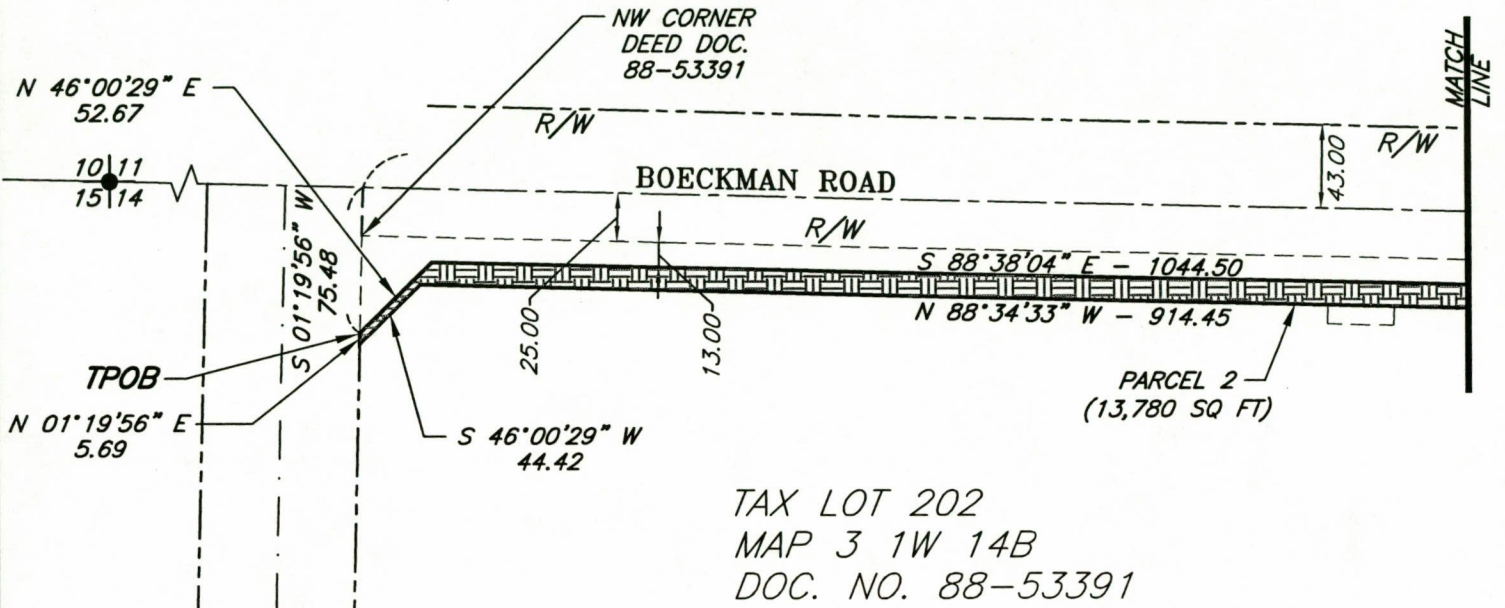 NW CORNER
DEED DOC.
88-53391
N 46°00'29" E
52.67
MATCH
LINE
R/W
R/W
43.00
10 11
15 14
BOECKMAN ROAD
S 01°19'56" W
75.48
R/W
S 88°38'04" E - 1044.50
N 88°34'33" W - 914.45
25.00
13.00
TPOB
PARCEL 2
(13,780 SQ FT)
N 01°19'56" E
5.69
S 46°00'29" W
44.42
TAX LOT 202
MAP 3 1W 14B
DOC. NO. 88-53391